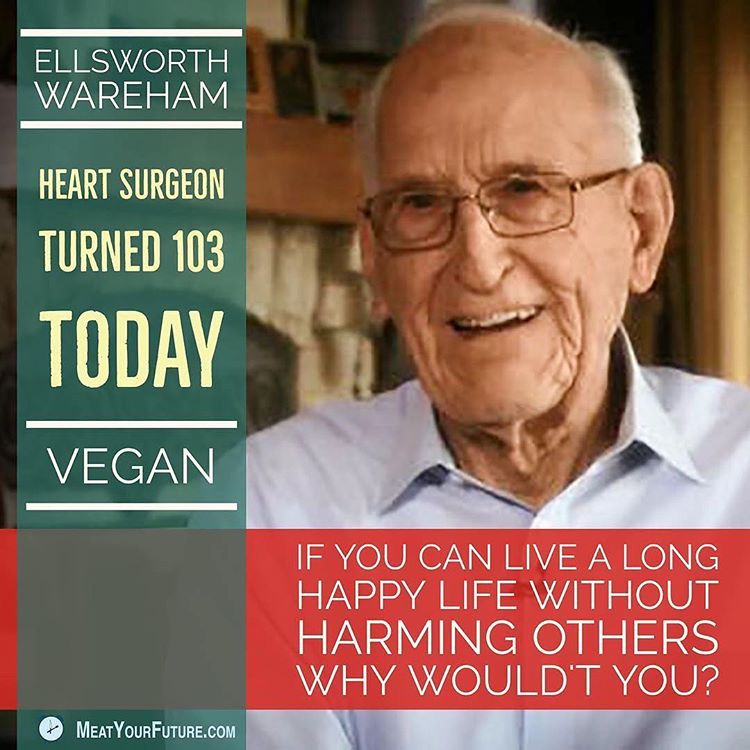 ELLSWORTH
WAREHAM
HEART SURGEON
TURNED 103
TODAY
VEGAN
IF YOU CAN LIVE A LONG
HAPPY LIFE WITHOUT
HARMING OTHERS
WHY WOULD'T YOU?
MEATYOURFUTURE.COM